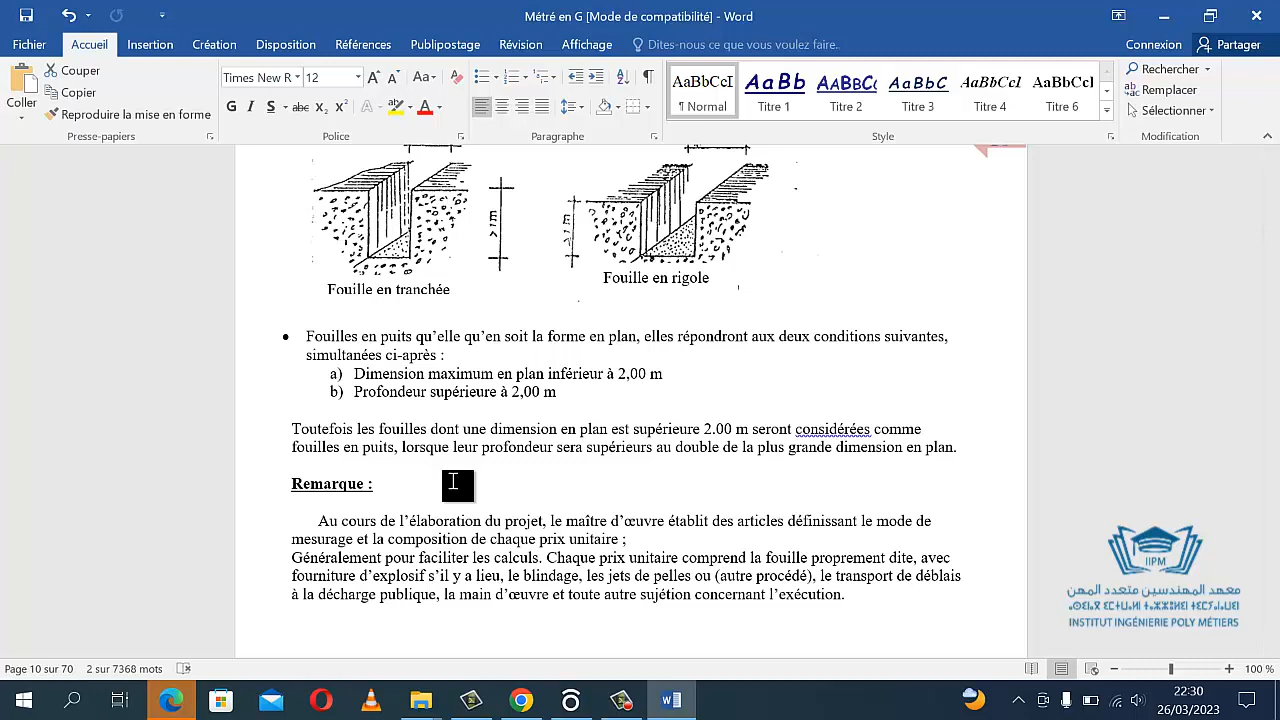 Métré en G [Mode de compatibilité] - Word
Fichier Accueil Insertion Création Disposition Références Publipostage Révision Affichage Dites-nous ce que vous voulez faire.. Connexion Partager
Coller
Couper
Copier
Reproduire la mise en forme
Presse-papiers
Times New R 12
G I S abc X₂ X²
Police
Paragraphe
AaBbCcI AaBb AaBbCc AaBbC AaBbCcI AaBbCcl
¶ Normal Titre 1 Titre 2 Titre 3 Titre 4 Titre 6
Style
Rechercher
Remplacer
Sélectionner
Modification
Fouille en tranchée
Fouille en rigole
• Fouilles en puits qu'elle qu'en soit la forme en plan, elles répondront aux deux conditions suivantes,
simultanées ci-après :
a) Dimension maximum en plan inférieur à 2,00 m
b) Profondeur supérieure à 2,00 m
Toutefois les fouilles dont une dimension en plan est supérieure 2.00 m seront considérées comme
fouilles en puits, lorsque leur profondeur sera supérieurs au double de la plus grande dimension en plan.
Remarque :
Au cours de l'élaboration du projet, le maître d'œuvre établit des articles définissant le mode de
mesurage et la composition de chaque prix unitaire ;
Généralement pour faciliter les calculs. Chaque prix unitaire comprend la fouille proprement dite, avec
fourniture d'explosif s'il y a lieu, le blindage, les jets de pelles ou (autre procédé), le transport de déblais
à la décharge publique, la main d'œuvre et toute autre sujétion concernant l'exécution.
IIPM
معهد المهندسين متعدد المهن
INSTITUT INGÉNIERIE POLY MÉTIERS
Page 10 sur 70 2 sur 7368 mots
100 %
22:30
26/03/2023